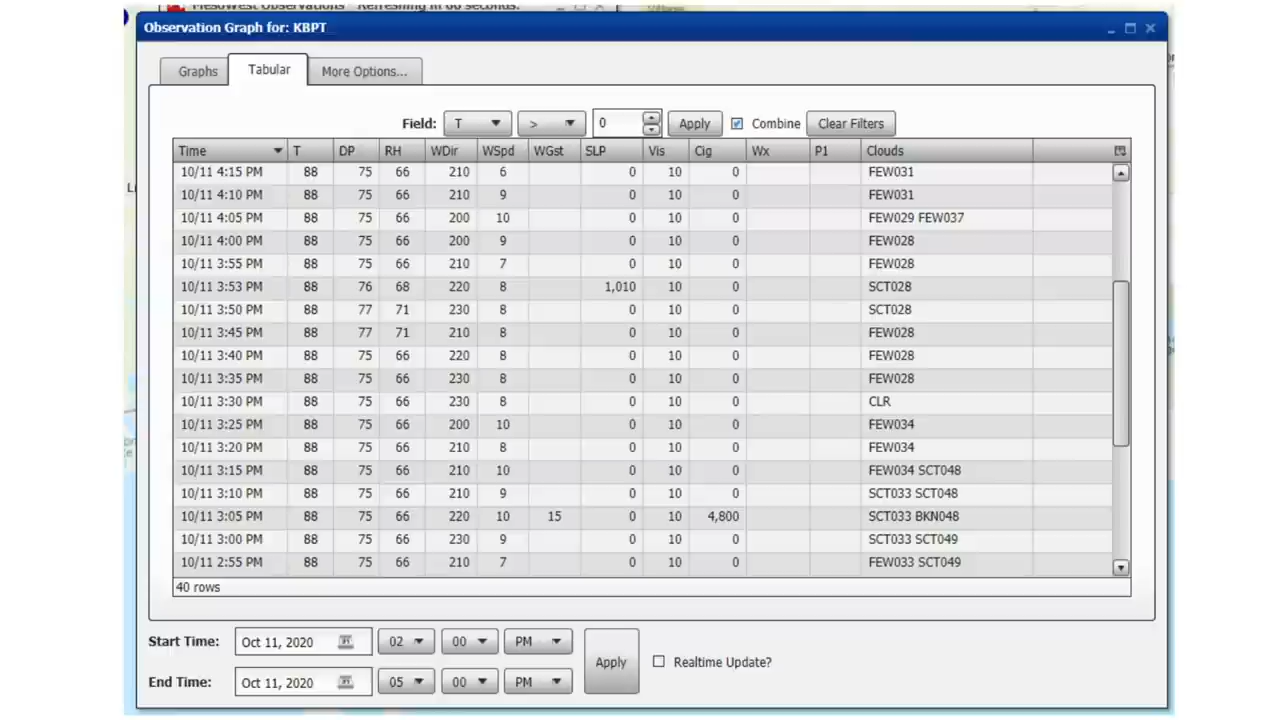 MesoWest Observations - Refreshing in 60 seconds.
Observation Graph for: KBPT
Graphs Tabular More Options...
Field: T > 0 Apply Combine Clear Filters
Time T DP RH WDir WSpd WGst SLP Vis Cig Wx P1 Clouds
10/11 4:15 PM 88 75 66 210 6 0 10 0 FEW031
10/11 4:10 PM 88 75 66 210 9 0 10 0 FEW031
10/11 4:05 PM 88 75 66 200 10 0 10 0 FEW029 FEW037
10/11 4:00 PM 88 75 66 200 9 0 10 0 FEW028
10/11 3:55 PM 88 75 66 210 7 0 10 0 FEW028
10/11 3:53 PM 88 76 68 220 8 1,010 10 0 SCT028
10/11 3:50 PM 88 77 71 230 8 0 10 0 SCT028
10/11 3:45 PM 88 77 71 210 8 0 10 0 FEW028
10/11 3:40 PM 88 75 66 220 8 0 10 0 FEW028
10/11 3:35 PM 88 75 66 230 8 0 10 0 FEW028
10/11 3:30 PM 88 75 66 230 8 0 10 0 CLR
10/11 3:25 PM 88 75 66 200 10 0 10 0 FEW034
10/11 3:20 PM 88 75 66 210 8 0 10 0 FEW034
10/11 3:15 PM 88 75 66 210 10 0 10 0 FEW034 SCT048
10/11 3:10 PM 88 75 66 210 9 0 10 0 SCT033 SCT048
10/11 3:05 PM 88 75 66 220 10 15 0 10 4,800 SCT033 BKN048
10/11 3:00 PM 88 75 66 230 9 0 10 0 SCT033 SCT049
10/11 2:55 PM 88 75 66 210 7 0 10 0 FEW033 SCT049
40 rows
Start Time: Oct 11, 2020 02 00 PM
Apply Realtime Update?
End Time: Oct 11, 2020 05 00 PM